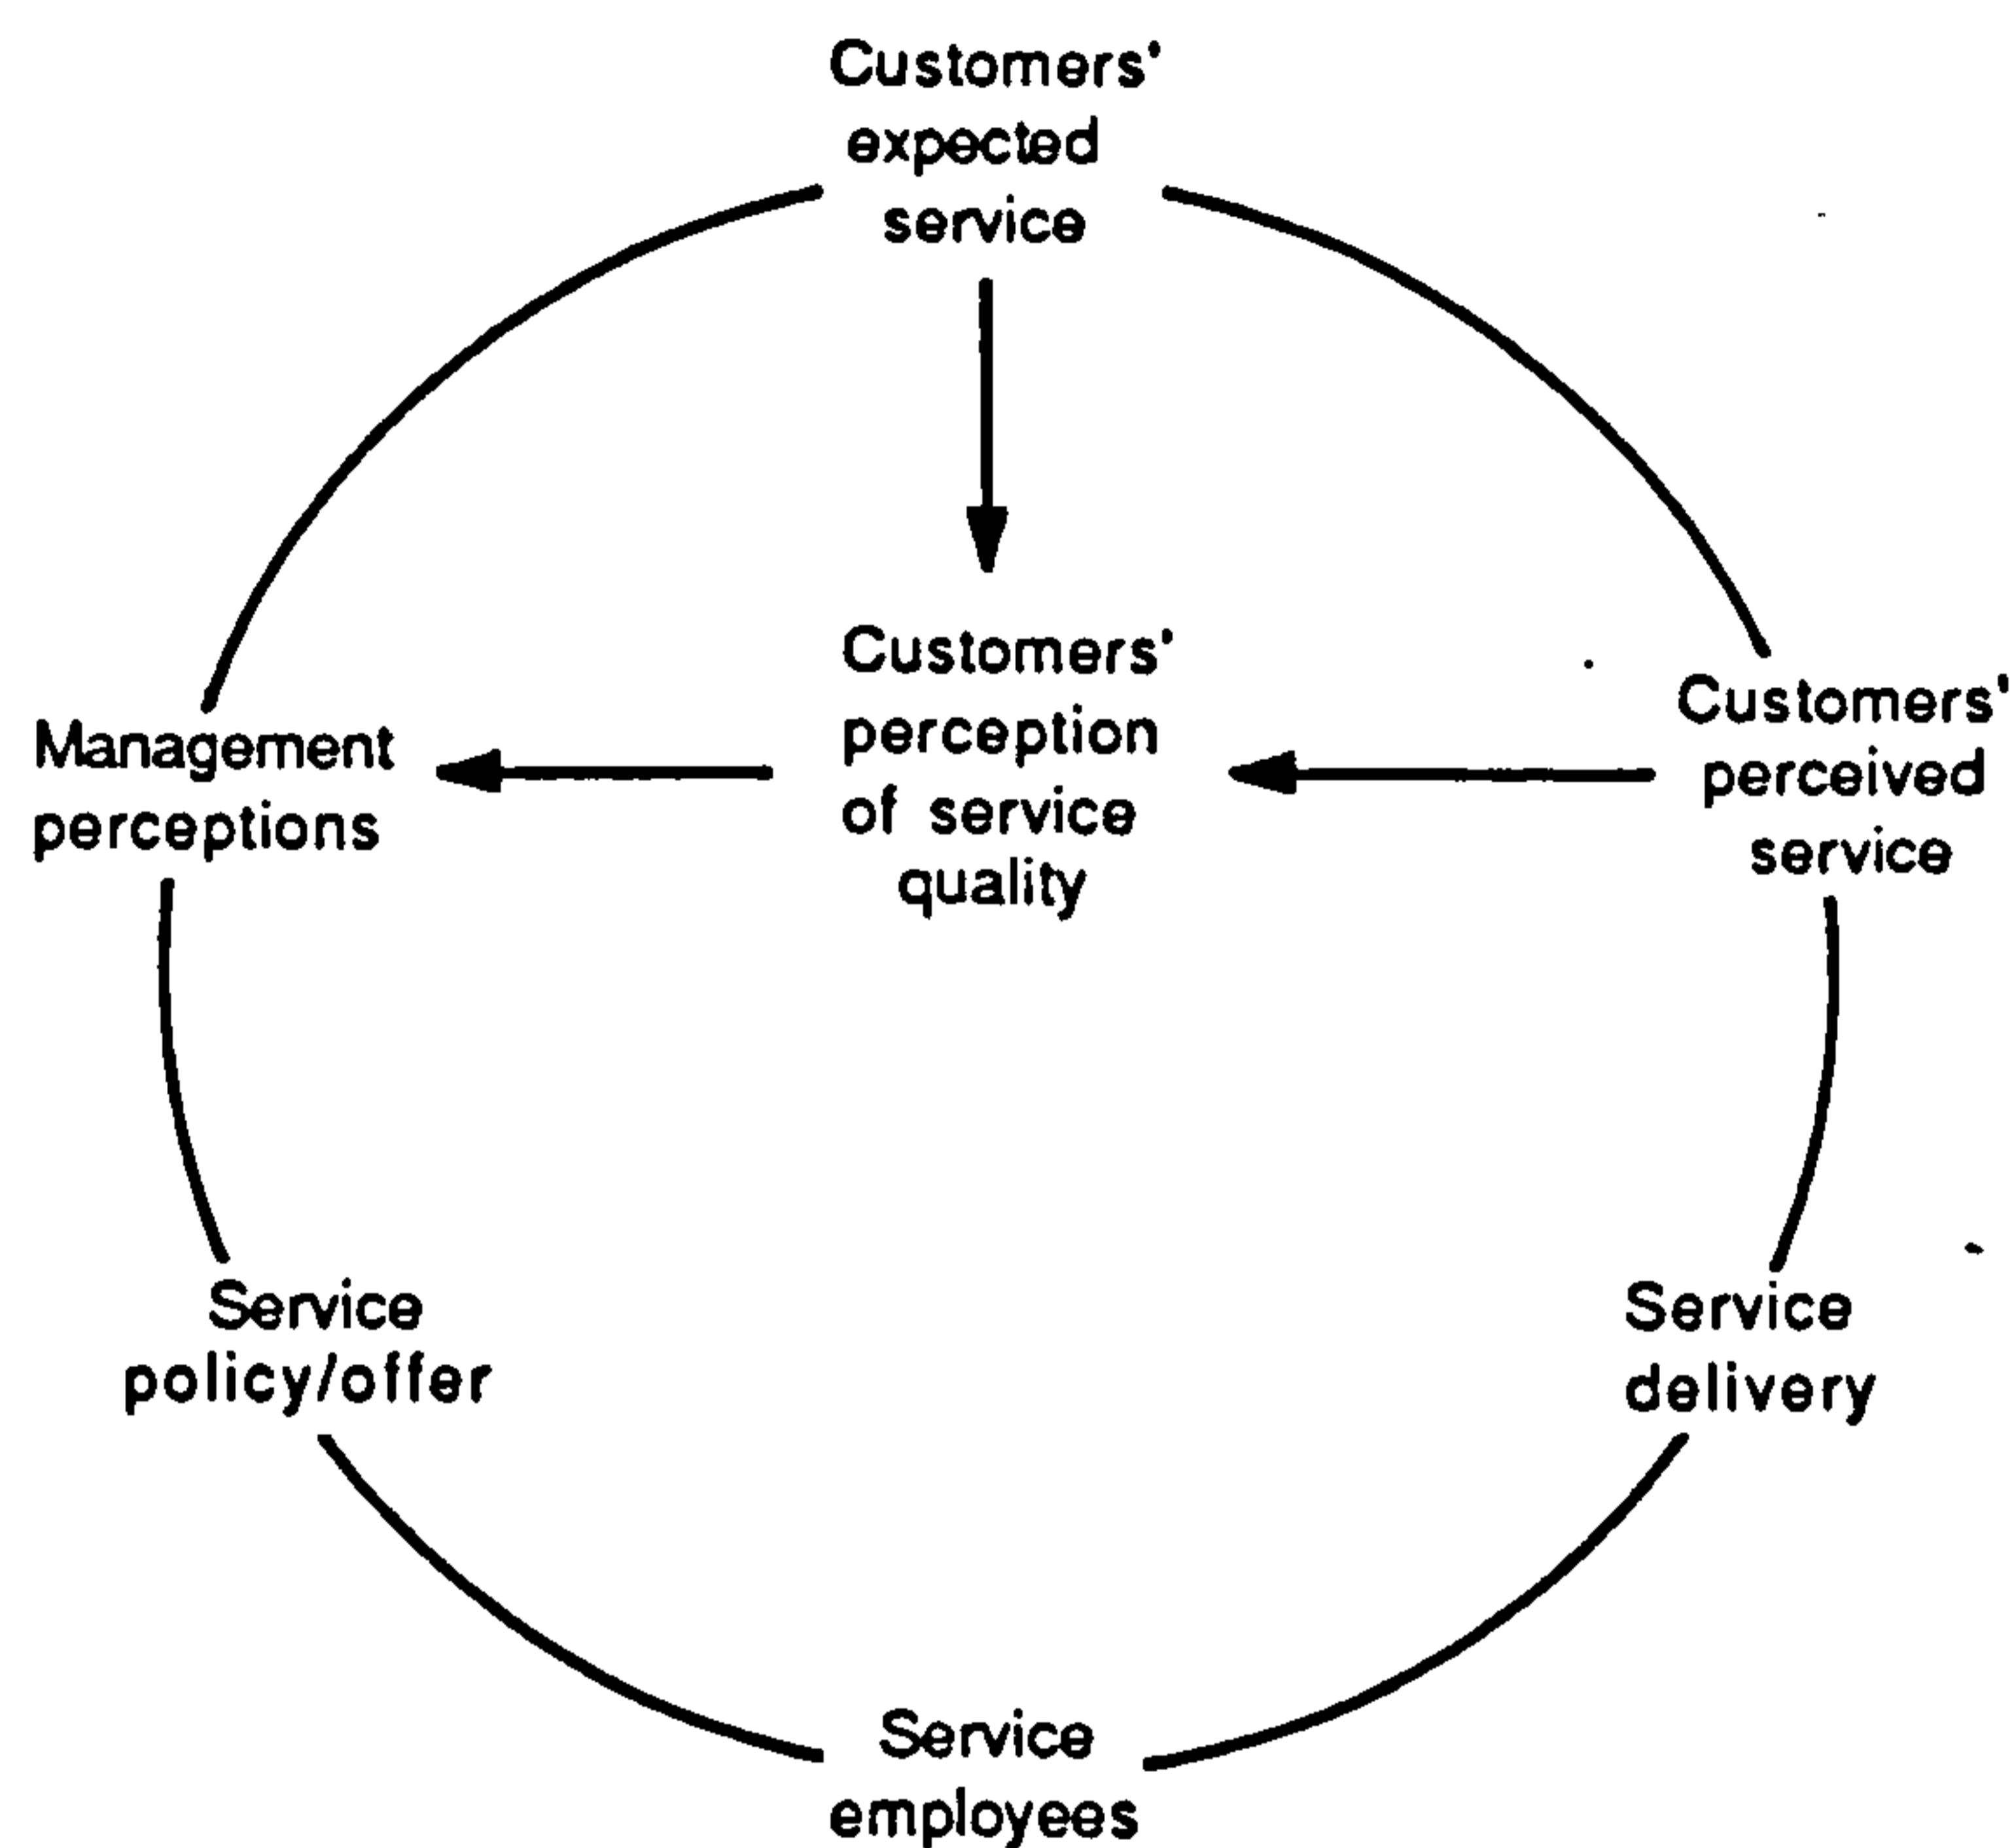 Customers'
expected
service
Customers'
perception
of service
quality
Management
perceptions
Customers'
perceived
service
Service
policy/offer
Service
delivery
Service
employees